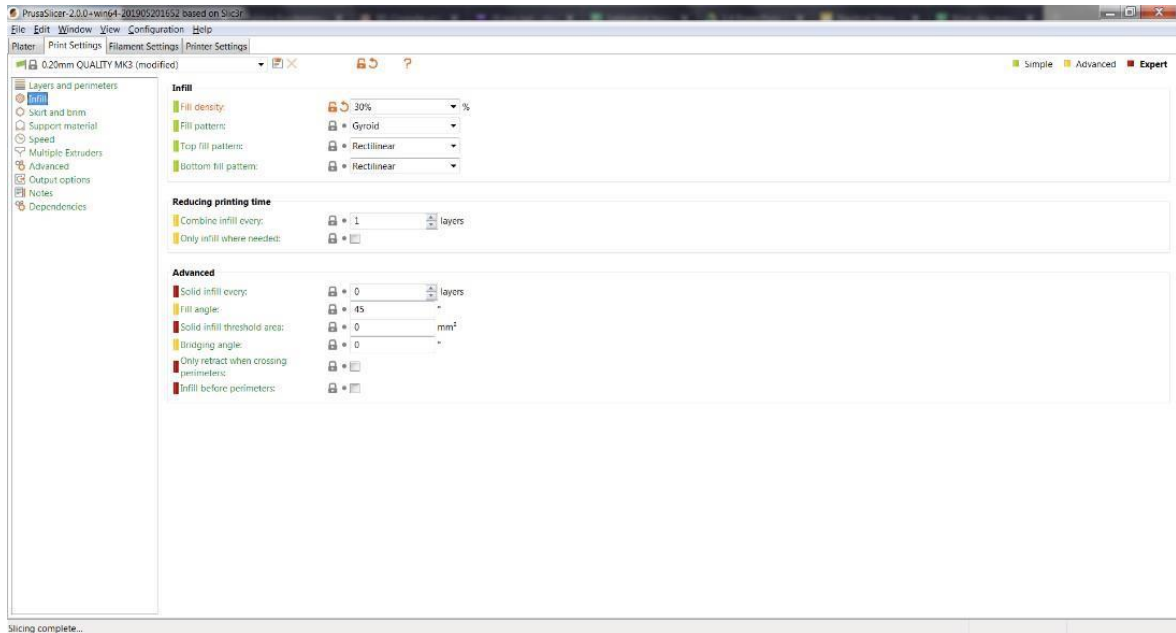 PrusaSlicer-2.0.0+win64-201905201652 based on Slic3r
File Edit Window View Configuration Help
Plater Print Settings Filament Settings Printer Settings
0.20mm QUALITY MK3 (modified) ? Simple Advanced Expert
Layers and perimeters
Infill
Skirt and brim
Support material
Speed
Multiple Extruders
Advanced
Output options
Notes
Dependencies
Infill
Fill density: 30% %
Fill pattern: Gyroid
Top fill pattern: Rectilinear
Bottom fill pattern: Rectilinear
Reducing printing time
Combine infill every: 1 layers
Only infill where needed:
Advanced
Solid infill every: 0 layers
Fill angle: 45 °
Solid infill threshold area: 0 mm²
Bridging angle: 0 °
Only retract when crossing
perimeters:
Infill before perimeters:
Slicing complete...